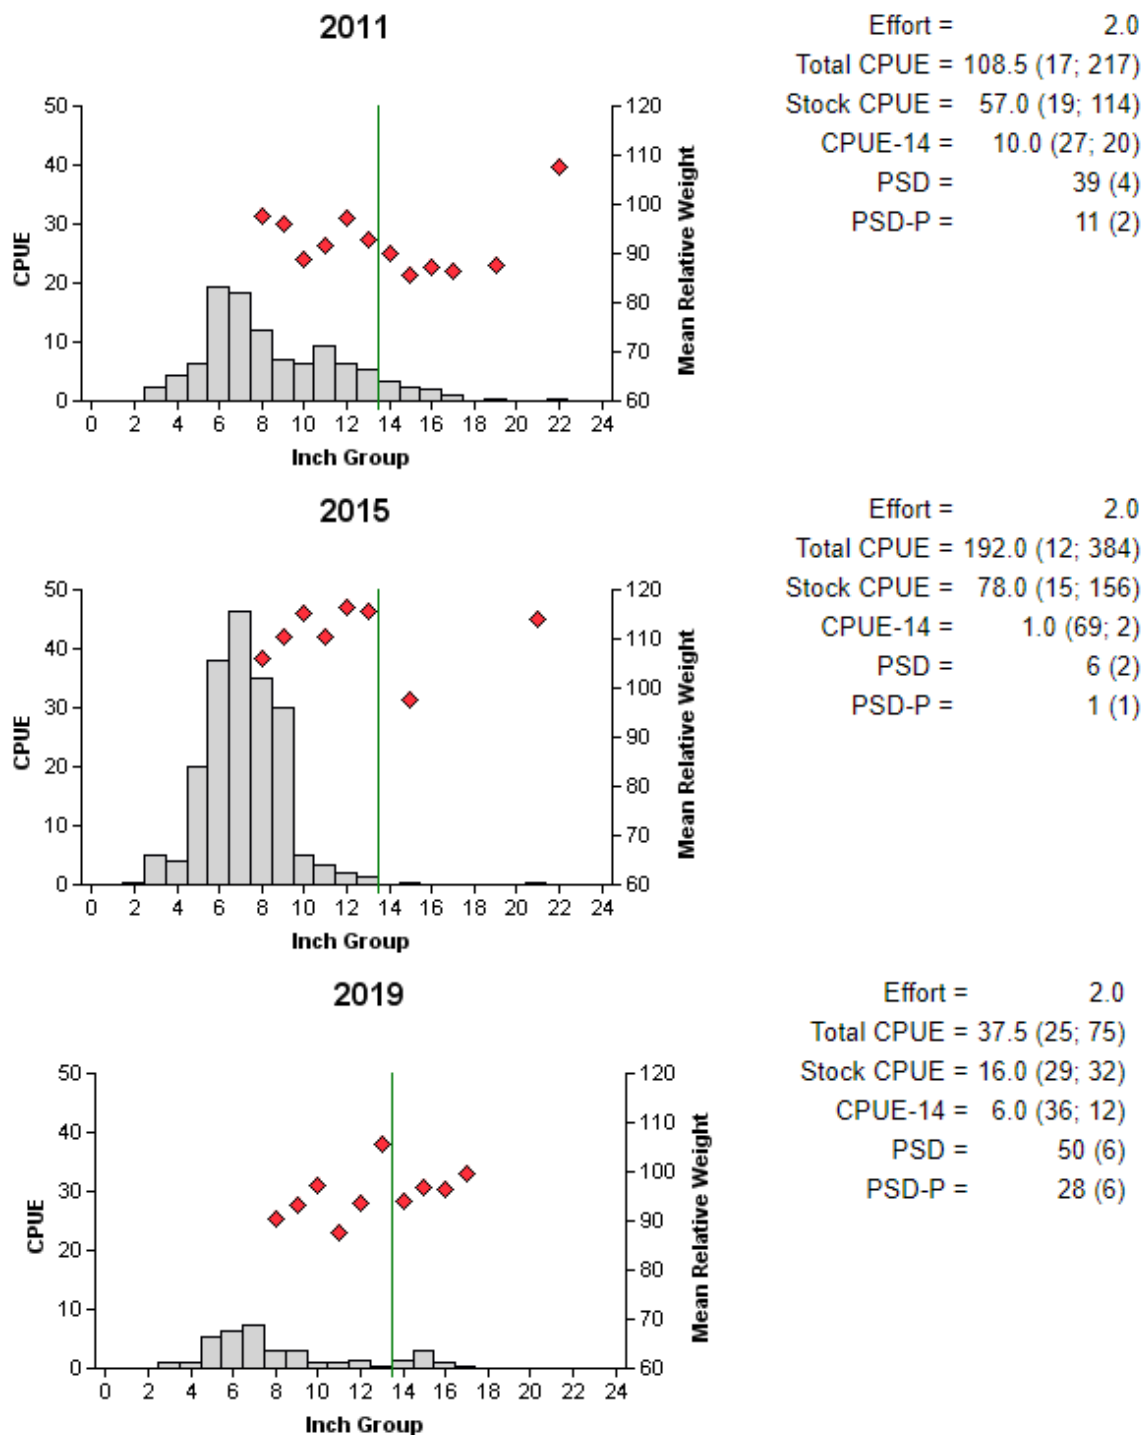 2011
Effort = 2.0
Total CPUE = 108.5 (17; 217)
Stock CPUE = 57.0 (19; 114)
CPUE-14 = 10.0 (27; 20)
PSD = 39 (4)
PSD-P = 11 (2)
50
40
30
20
10
0
CPUE
120
110
100
90
80
70
60
Mean Relative Weight
0 2 4 6 8 10 12 14 16 18 20 22 24
Inch Group
2015
Effort = 2.0
Total CPUE = 192.0 (12; 384)
Stock CPUE = 78.0 (15; 156)
CPUE-14 = 1.0 (69; 2)
PSD = 6 (2)
PSD-P = 1 (1)
50
40
30
20
10
0
CPUE
120
110
100
90
80
70
60
Mean Relative Weight
0 2 4 6 8 10 12 14 16 18 20 22 24
Inch Group
2019
Effort = 2.0
Total CPUE = 37.5 (25; 75)
Stock CPUE = 16.0 (29; 32)
CPUE-14 = 6.0 (36; 12)
PSD = 50 (6)
PSD-P = 28 (6)
50
40
30
20
10
0
CPUE
120
110
100
90
80
70
60
Mean Relative Weight
0 2 4 6 8 10 12 14 16 18 20 22 24
Inch Group